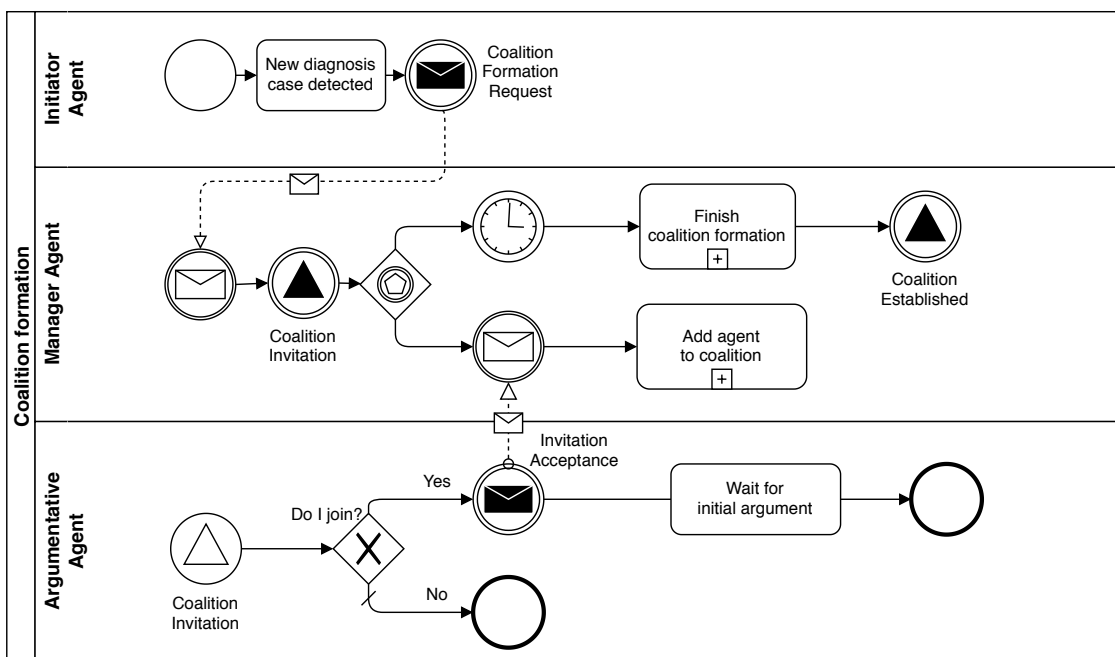 Coalition formation
Initiator
Agent
New diagnosis
case detected
Coalition
Formation
Request
Manager Agent
Coalition
Invitation
Finish
coalition formation
Coalition
Established
Add agent
to coalition
Argumentative
Agent
Coalition
Invitation
Do I join?
Yes
No
Invitation
Acceptance
Wait for
initial argument